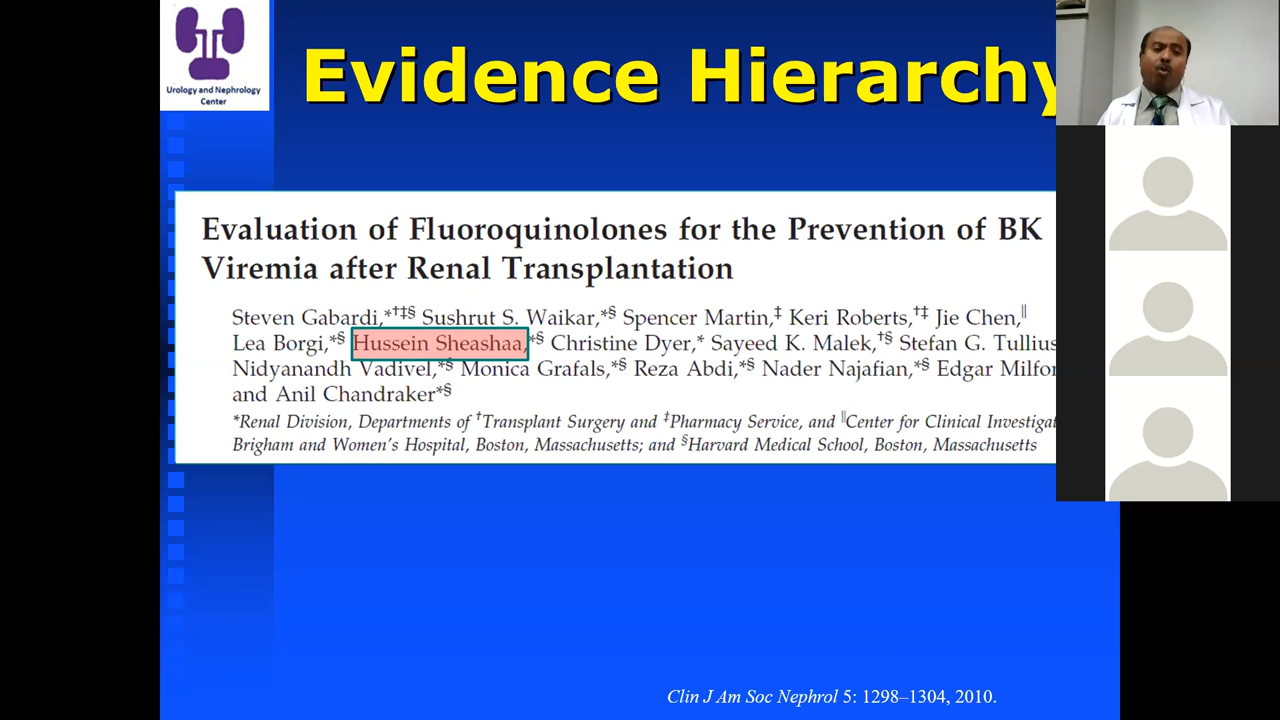 Urology and Nephrology
Center
Evidence Hierarchy
Evaluation of Fluoroquinolones for the Prevention of BK
Viremia after Renal Transplantation
Steven Gabardi,*†‡§ Sushrut S. Waikar,*§ Spencer Martin,‡ Keri Roberts,†‡ Jie Chen,‖
Lea Borgi,*§ Hussein Sheashaa,*§ Christine Dyer,* Sayeed K. Malek,†§ Stefan G. Tullius
Nidyanandh Vadivel,*§ Monica Grafals,*§ Reza Abdi,*§ Nader Najafian,*§ Edgar Milfor
and Anil Chandraker*§
*Renal Division, Departments of †Transplant Surgery and ‡Pharmacy Service, and ‖Center for Clinical Investigat
Brigham and Women's Hospital, Boston, Massachusetts; and §Harvard Medical School, Boston, Massachusetts
Clin J Am Soc Nephrol 5: 1298–1304, 2010.